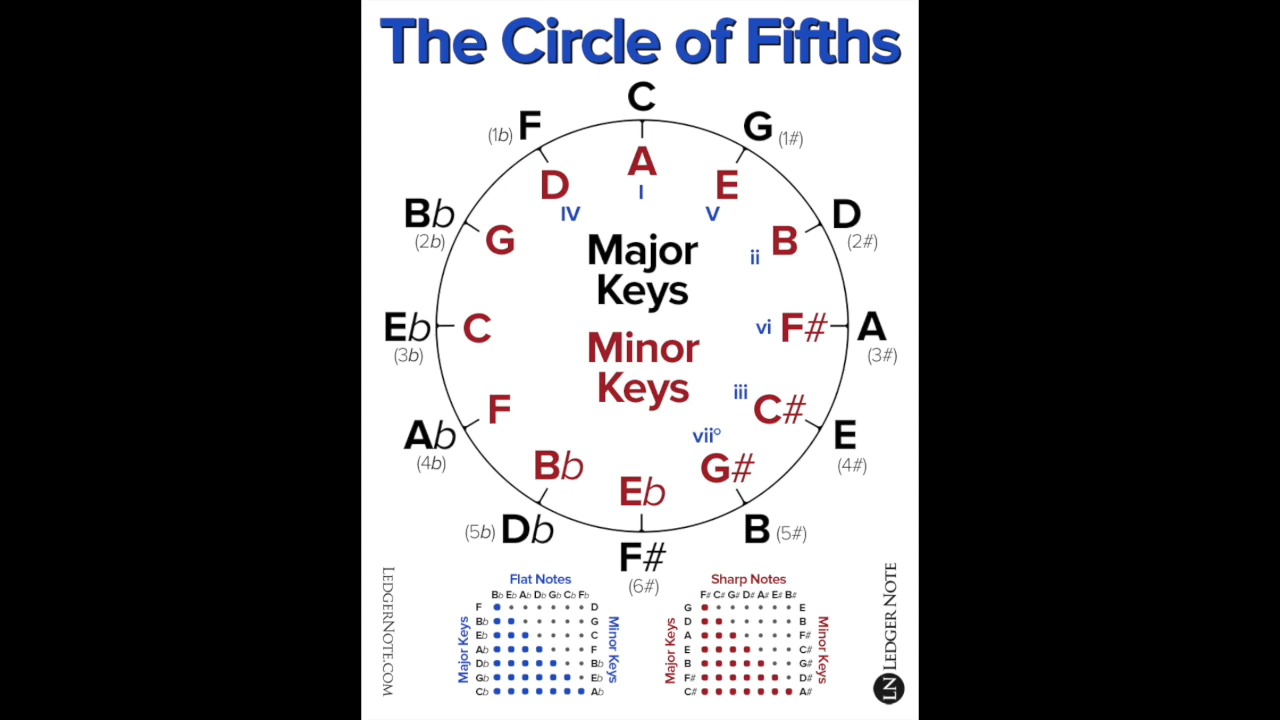 The Circle of Fifths
C
F
(1b)
G
(1#)
A
D
E
I
IV
V
Bb
(2b)
D
(2#)
G
B
ii
Major
Keys
Eb
(3b)
C
vi
F#
A
(3#)
Minor
Keys
iii
F
C#
Ab
(4b)
E
(4#)
vii°
Bb
G#
Eb
(5b)
Db
B
(5#)
F#
(6#)
LEDGERNOTE.COM
Flat Notes
Bb Eb Ab Db Gb Cb Fb
Major Keys
F D
Bb G
Eb C
Ab F
Db Bb
Gb Eb
Cb Ab
Minor Keys
Sharp Notes
F# C# G# D# A# E# B#
Major Keys
G E
D B
A F#
E C#
B G#
F# D#
C# A#
Minor Keys
LN LEDGER NOTE